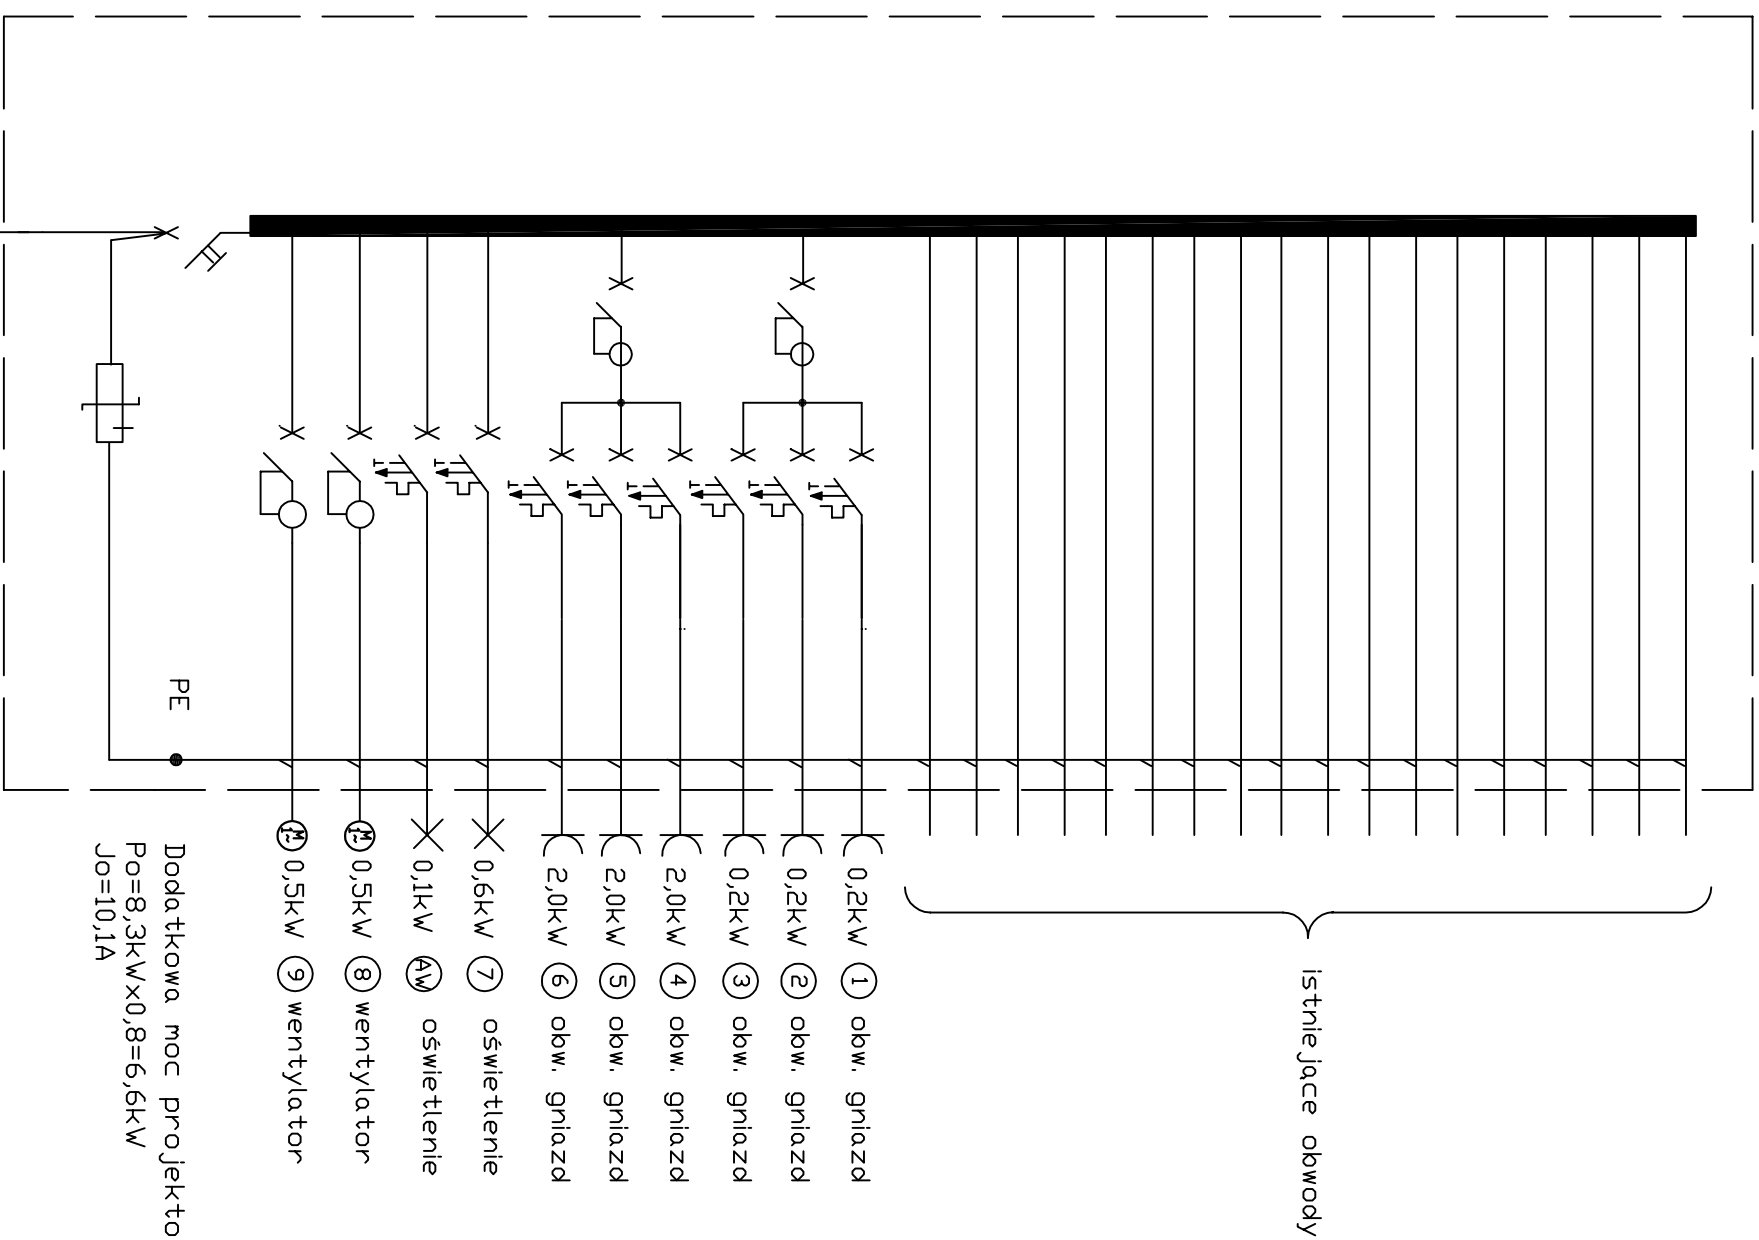 istniejące obwody
0,2kW 1 obw. gniazd
0,2kW 2 obw. gniazd
0,2kW 3 obw. gniazd
2,0kW 4 obw. gniazd
2,0kW 5 obw. gniazd
2,0kW 6 obw. gniazd
0,6kW 7 oświetlenie
0,1kW AW oświetlenie
M~ 0,5kW 8 wentylator
M~ 0,5kW 9 wentylator
PE
Dodatkowa moc projekto
Po=8,3kWx0,8=6,6kW
Jo=10,1A